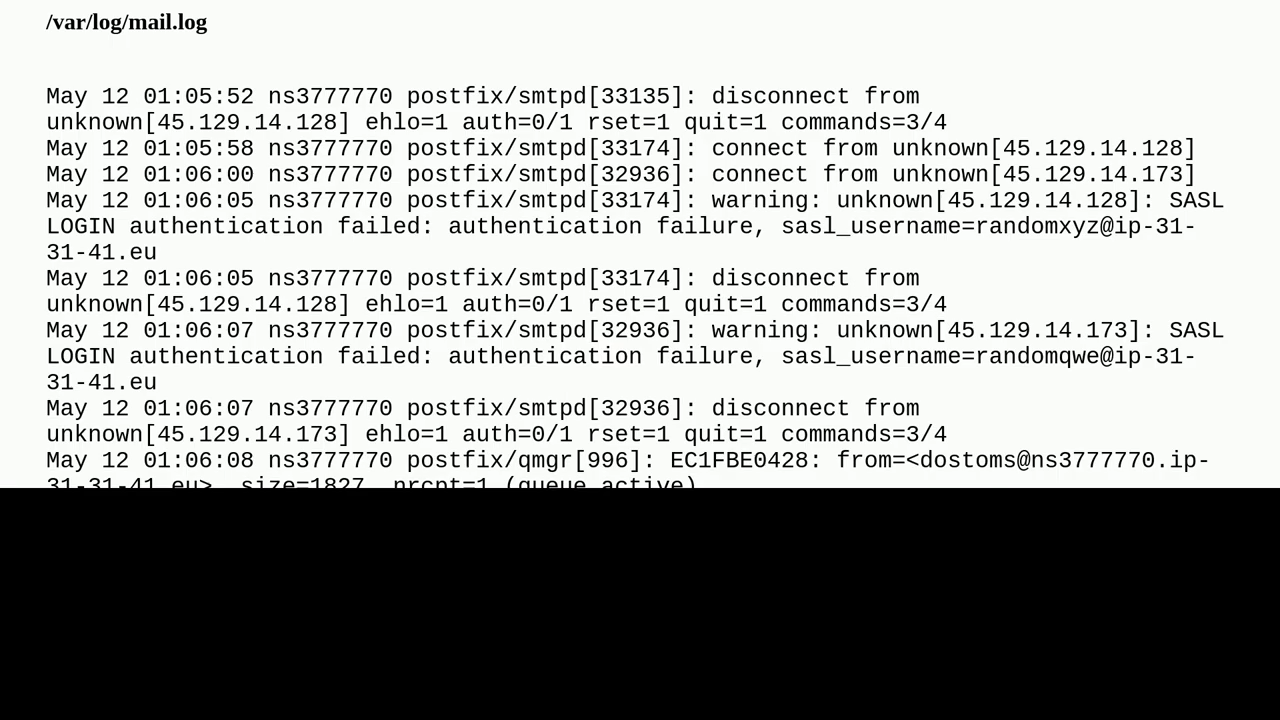 /var/log/mail.log
May 12 01:05:52 ns3777770 postfix/smtpd[33135]: disconnect from
unknown[45.129.14.128] ehlo=1 auth=0/1 rset=1 quit=1 commands=3/4
May 12 01:05:58 ns3777770 postfix/smtpd[33174]: connect from unknown[45.129.14.128]
May 12 01:06:00 ns3777770 postfix/smtpd[32936]: connect from unknown[45.129.14.173]
May 12 01:06:05 ns3777770 postfix/smtpd[33174]: warning: unknown[45.129.14.128]: SASL
LOGIN authentication failed: authentication failure, sasl_username=randomxyz@ip-31-
31-41.eu
May 12 01:06:05 ns3777770 postfix/smtpd[33174]: disconnect from
unknown[45.129.14.128] ehlo=1 auth=0/1 rset=1 quit=1 commands=3/4
May 12 01:06:07 ns3777770 postfix/smtpd[32936]: warning: unknown[45.129.14.173]: SASL
LOGIN authentication failed: authentication failure, sasl_username=randomqwe@ip-31-
31-41.eu
May 12 01:06:07 ns3777770 postfix/smtpd[32936]: disconnect from
unknown[45.129.14.173] ehlo=1 auth=0/1 rset=1 quit=1 commands=3/4
May 12 01:06:08 ns3777770 postfix/qmgr[996]: EC1FBE0428: from=<dostoms@ns3777770.ip-
31-31-41.eu>, size=1827, nrcpt=1 (queue active)